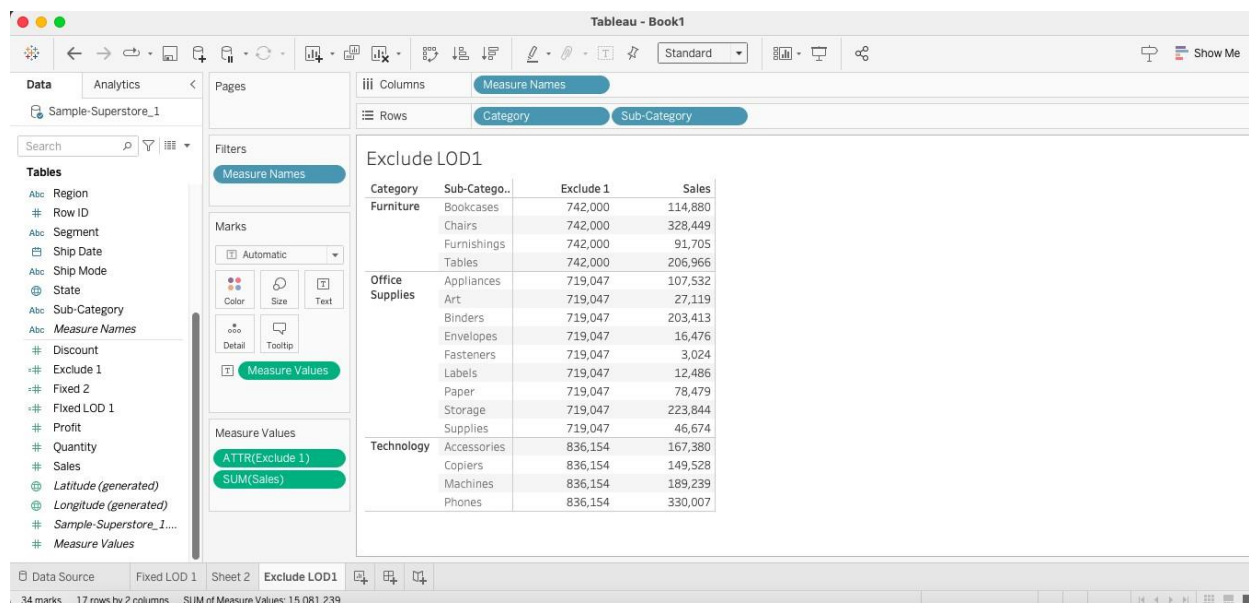 Tableau - Book1
Standard
Show Me
Data Analytics
Sample-Superstore_1
Search
Tables
Abc Region
# Row ID
Abc Segment
Ship Date
Abc Ship Mode
State
Abc Sub-Category
Abc Measure Names
# Discount
=# Exclude 1
=# Fixed 2
=# FIxed LOD 1
# Profit
# Quantity
# Sales
Latitude (generated)
Longitude (generated)
# Sample-Superstore_1....
# Measure Values
Pages
Filters
Measure Names
Marks
Automatic
Color Size Text
Detail Tooltip
Measure Values
Measure Values
ATTR(Exclude 1)
SUM(Sales)
Columns Measure Names
Rows Category Sub-Category
Exclude LOD1
Category Sub-Catego.. Exclude 1 Sales
Furniture Bookcases 742,000 114,880
Chairs 742,000 328,449
Furnishings 742,000 91,705
Tables 742,000 206,966
Office Supplies Appliances 719,047 107,532
Art 719,047 27,119
Binders 719,047 203,413
Envelopes 719,047 16,476
Fasteners 719,047 3,024
Labels 719,047 12,486
Paper 719,047 78,479
Storage 719,047 223,844
Supplies 719,047 46,674
Technology Accessories 836,154 167,380
Copiers 836,154 149,528
Machines 836,154 189,239
Phones 836,154 330,007
Data Source Fixed LOD 1 Sheet 2 Exclude LOD1
34 marks 17 rows by 2 columns SUM of Measure Values: 15,081,239